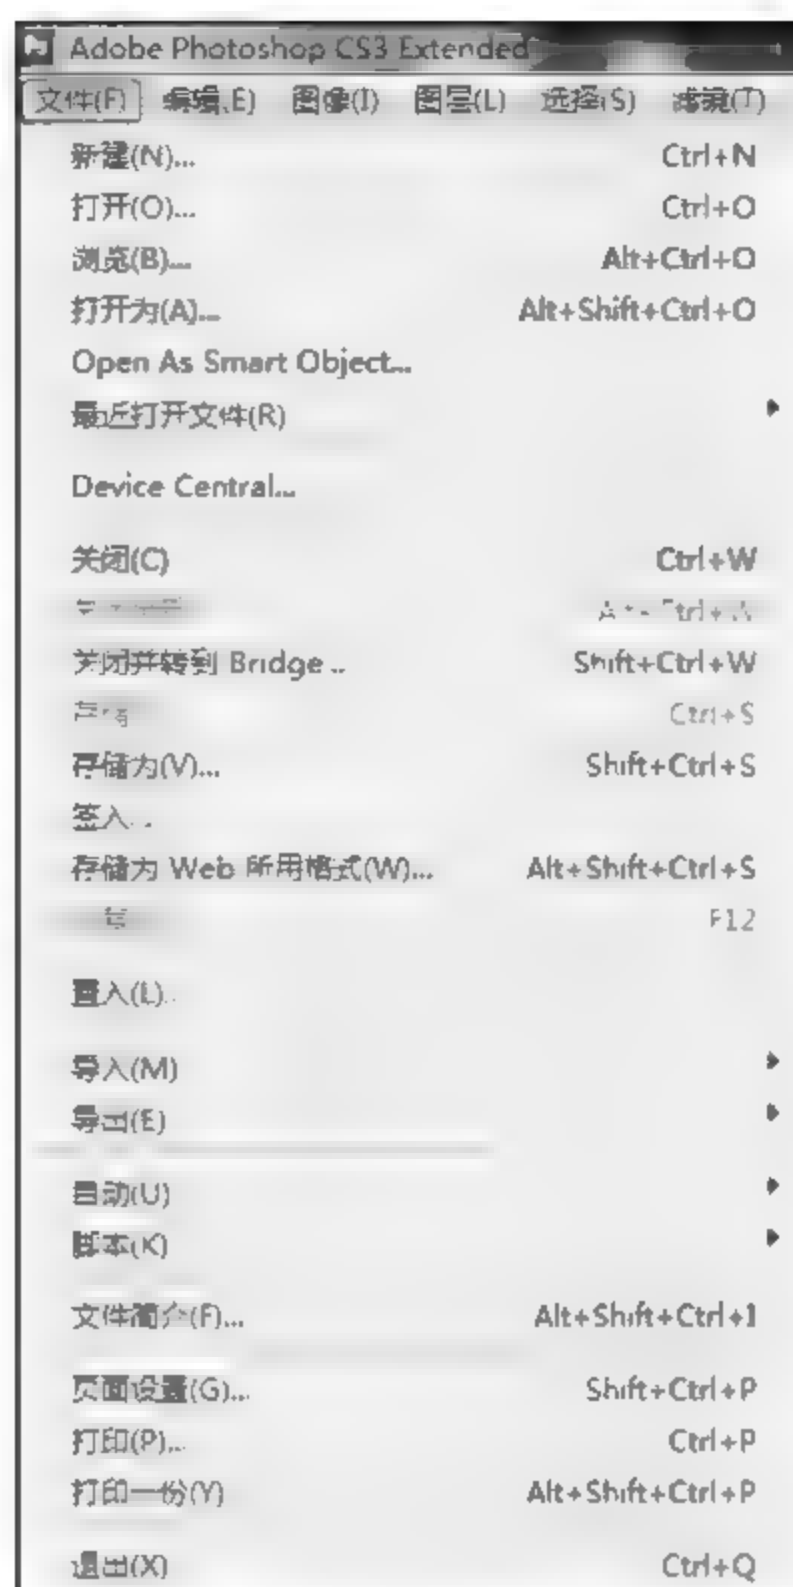 Adobe Photoshop CS3 Extended
文件(F) 编辑(E) 图像(I) 图层(L) 选择(S) 滤镜(T)
新建(N)... Ctrl+N
打开(O)... Ctrl+O
浏览(B)... Alt+Ctrl+O
打开为(A)... Alt+Shift+Ctrl+O
Open As Smart Object...
最近打开文件(R)
Device Central...
关闭(C) Ctrl+W
关闭并转到 Bridge... Shift+Ctrl+W
存储 Ctrl+S
存储为(V)... Shift+Ctrl+S
签入...
存储为 Web 所用格式(W)... Alt+Shift+Ctrl+S
F12
置入(L)...
导入(M)
导出(E)
自动(U)
脚本(K)
文件简介(F)... Alt+Shift+Ctrl+I
页面设置(G)... Shift+Ctrl+P
打印(P)... Ctrl+P
打印一份(Y) Alt+Shift+Ctrl+P
退出(X) Ctrl+Q